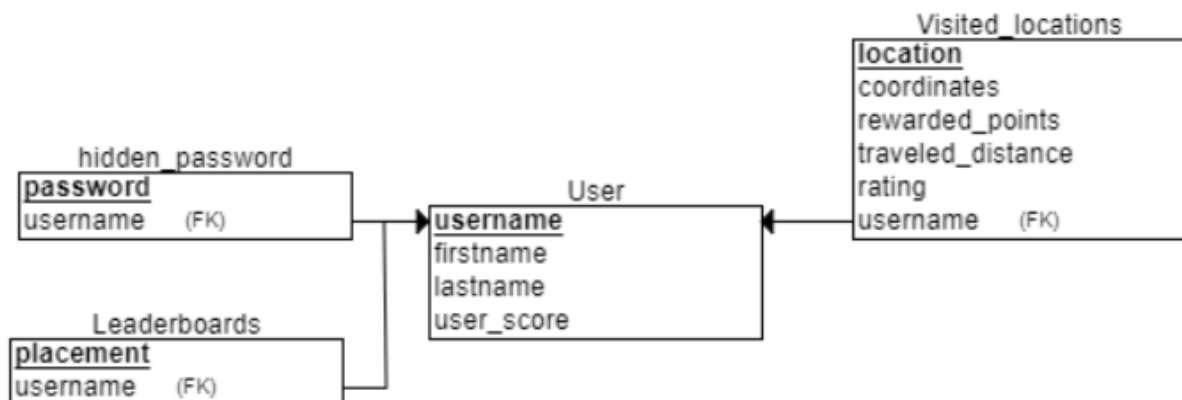 Visited_locations
location
coordinates
rewarded_points
traveled_distance
rating
username (FK)
hidden_password
password
username (FK)
User
username
firstname
lastname
user_score
Leaderboards
placement
username (FK)